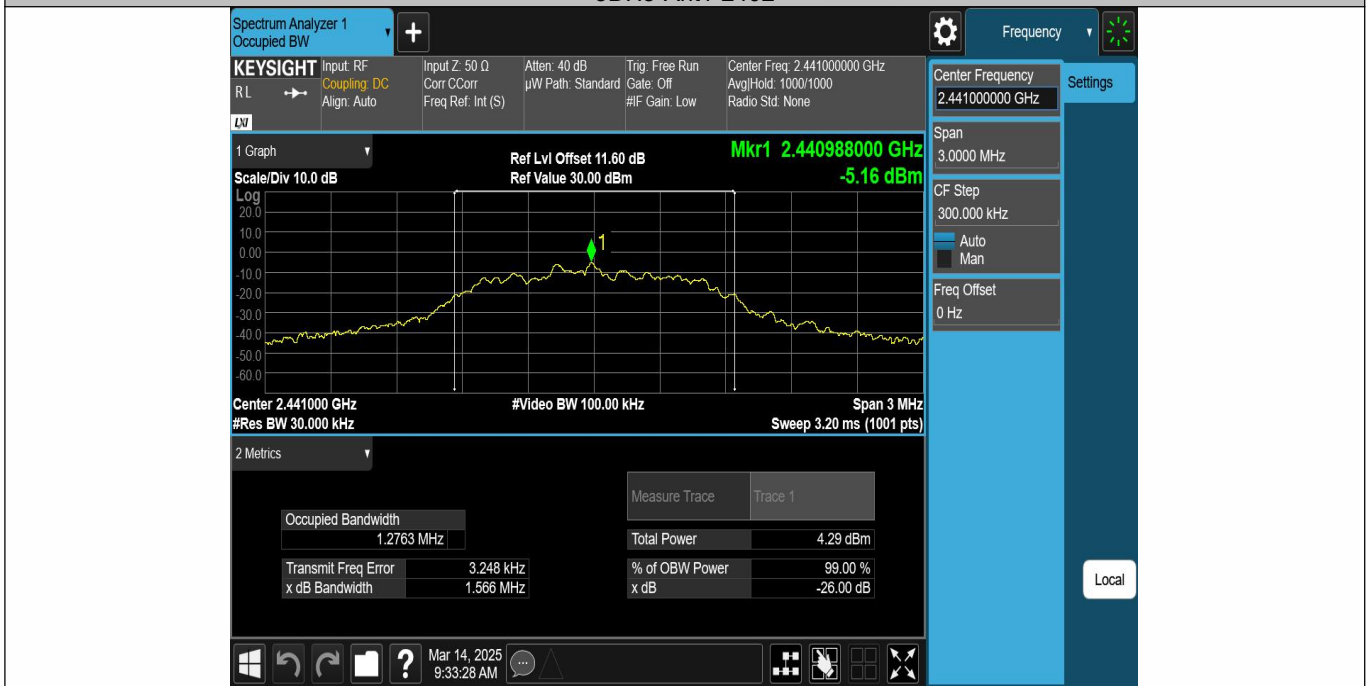 Spectrum Analyzer 1
Occupied BW
+
Frequency
KEYSIGHT
RL
LXI
Input: RF
Coupling: DC
Align: Auto
Input Z: 50 Ω
Corr CCorr
Freq Ref: Int (S)
Atten: 40 dB
µW Path: Standard
Trig: Free Run
Gate: Off
#IF Gain: Low
Center Freq: 2.441000000 GHz
Avg|Hold: 1000/1000
Radio Std: None
Center Frequency
2.441000000 GHz
Settings
Span
3.0000 MHz
CF Step
300.000 kHz
Auto
Man
Freq Offset
0 Hz
Local
1 Graph
Scale/Div 10.0 dB
Ref Lvl Offset 11.60 dB
Ref Value 30.00 dBm
Mkr1 2.440988000 GHz
-5.16 dBm
Log
20.0
10.0
0.00
-10.0
-20.0
-30.0
-40.0
-50.0
-60.0
1
Center 2.441000 GHz
#Res BW 30.000 kHz
#Video BW 100.00 kHz
Span 3 MHz
Sweep 3.20 ms (1001 pts)
2 Metrics
Measure Trace Trace 1
Occupied Bandwidth
1.2763 MHz
Total Power 4.29 dBm
Transmit Freq Error 3.248 kHz
% of OBW Power 99.00 %
x dB Bandwidth 1.566 MHz
x dB -26.00 dB
?
Mar 14, 2025
9:33:28 AM